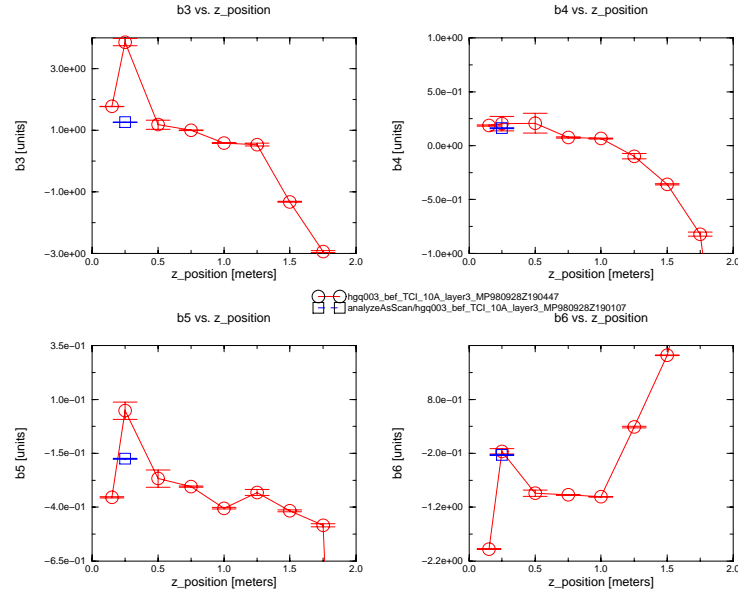 b3 vs. z_position
4.0e+00
1.0e+00
−1.0e+00
−3.0e+00
b3 [units]
0.0 0.5 1.0 1.5 2.0
z_position [meters]
b4 vs. z_position
1.0e+00
5.0e−01
0.0e+00
−5.0e−01
−1.0e+00
b4 [units]
0.0 0.5 1.0 1.5 2.0
z_position [meters]
hgq003_bef_TCI_10A_layer3_MP980928Z190447
analyzeAsScan/hgq003_bef_TCI_10A_layer3_MP980928Z190107
b5 vs. z_position
3.5e−01
1.0e−01
−1.5e−01
−4.0e−01
−6.5e−01
b5 [units]
0.0 0.5 1.0 1.5 2.0
z_position [meters]
b6 vs. z_position
8.0e−01
−2.0e−01
−1.2e+00
−2.2e+00
b6 [units]
0.0 0.5 1.0 1.5 2.0
z_position [meters]